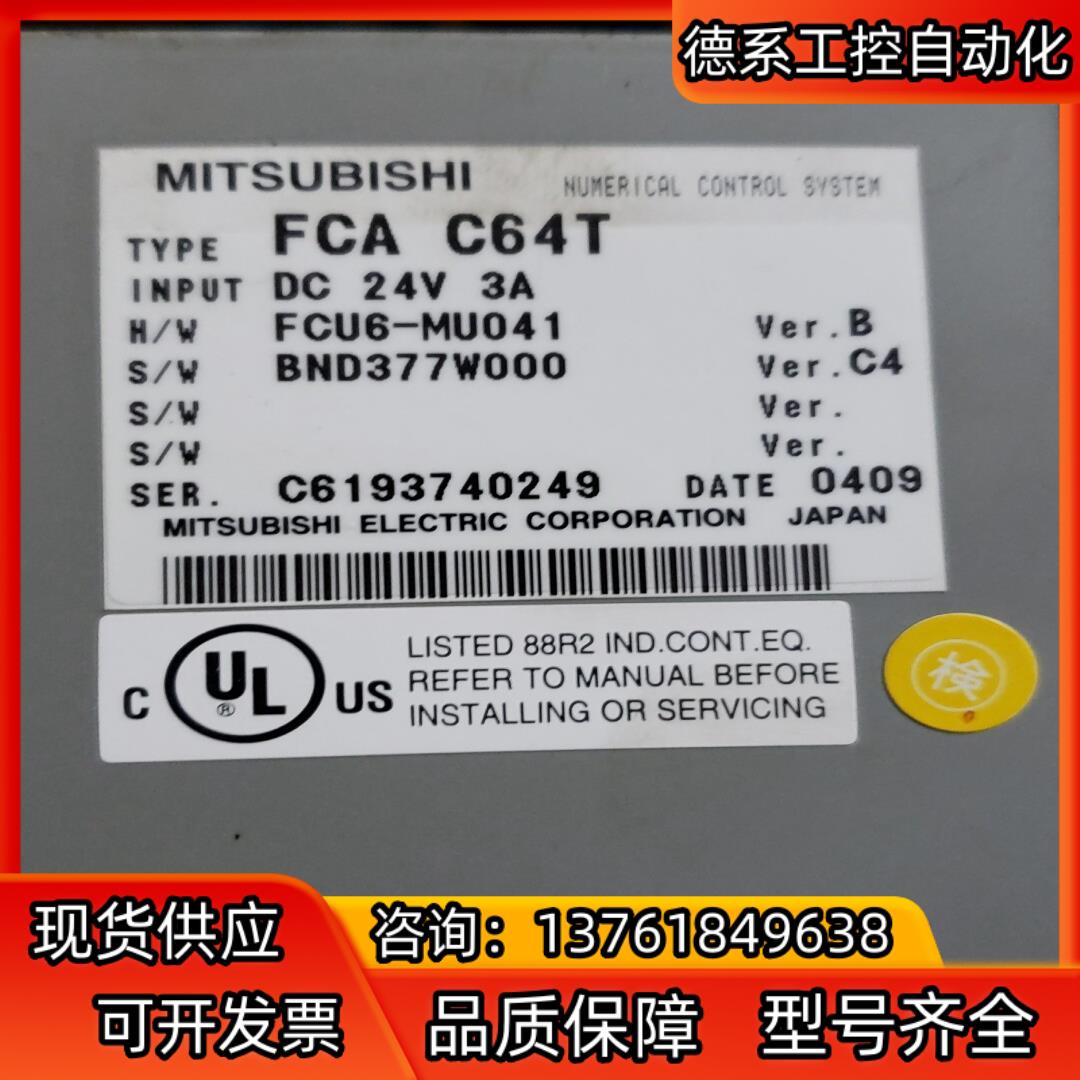 德系工控自动化
MITSUBISHI NUMERICAL CONTROL SYSTEM
TYPE FCA C64T
INPUT DC 24V 3A
H/W FCU6-MU041 Ver.B
S/W BND377W000 Ver.C4
S/W Ver.
S/W Ver.
SER. C6193740249 DATE 0409
MITSUBISHI ELECTRIC CORPORATION JAPAN
C UL ® US
LISTED 88R2 IND.CONT.EQ.
REFER TO MANUAL BEFORE
INSTALLING OR SERVICING
検
现货供应 咨询：13761849638
可开发票 品质保障 型号齐全